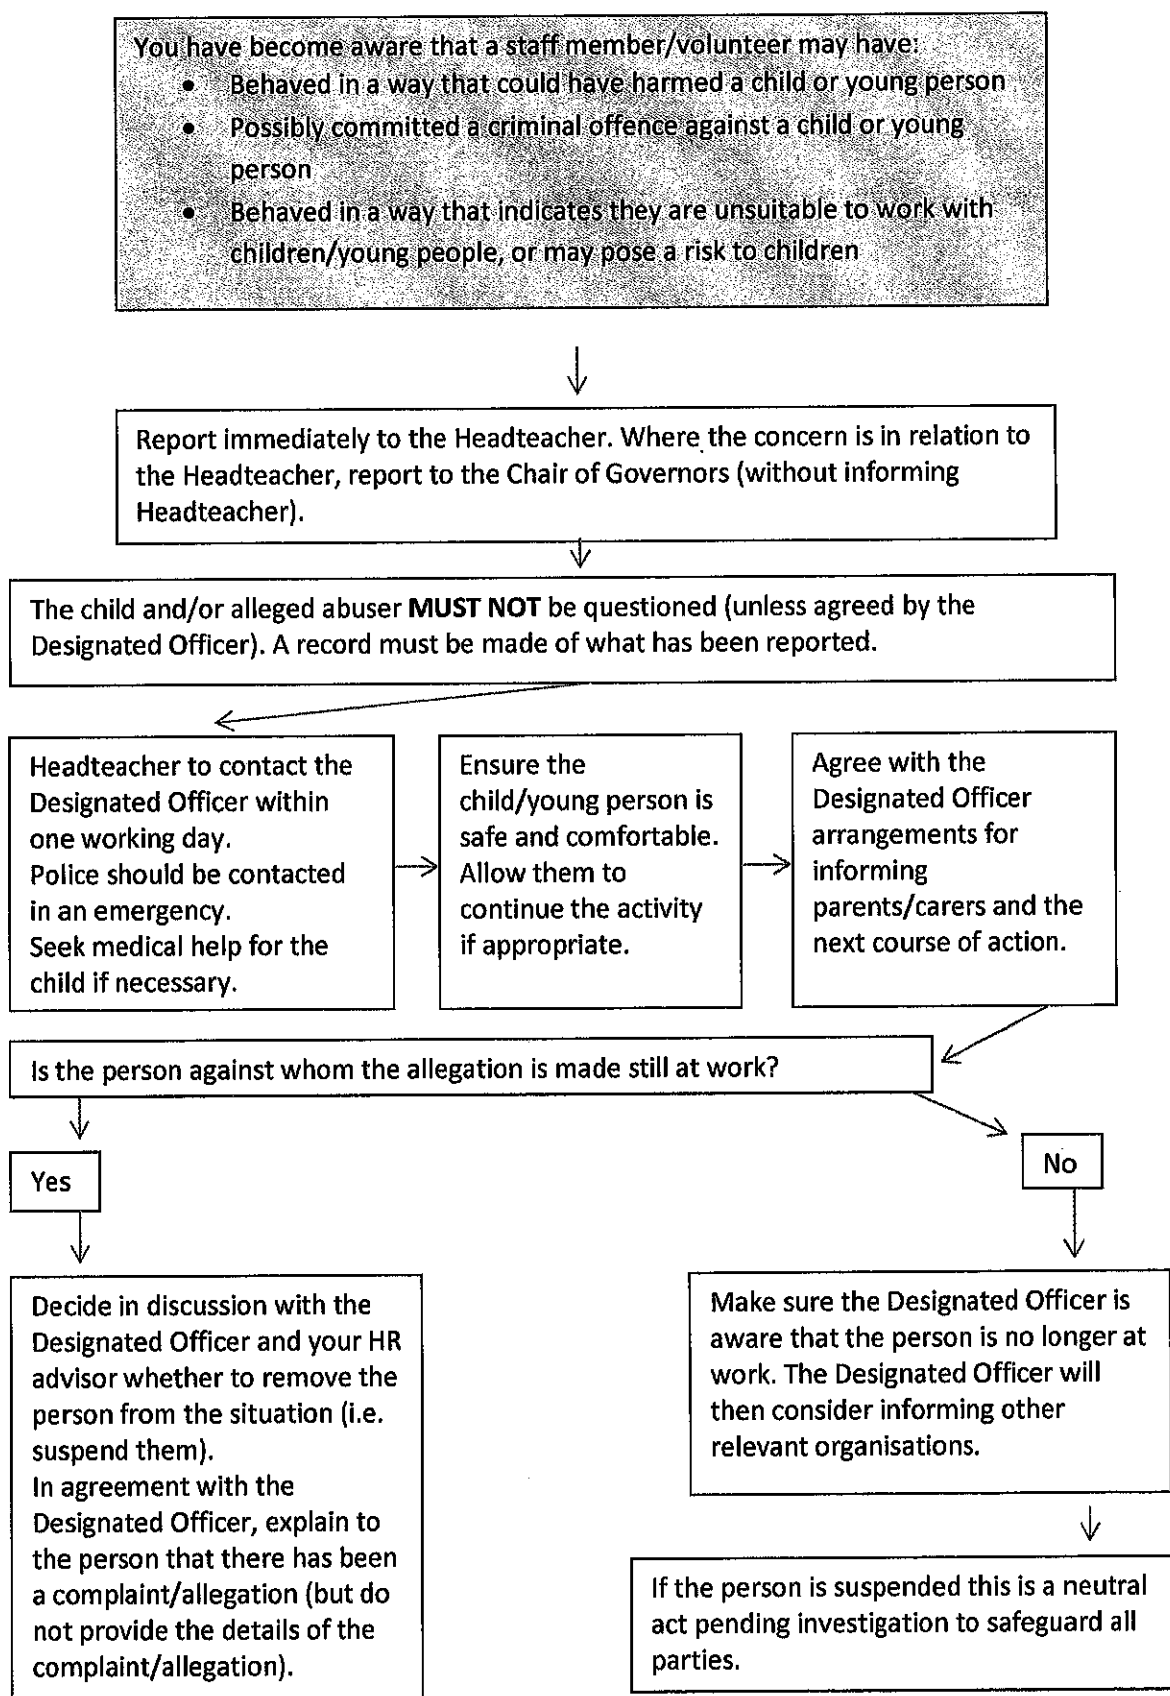 You have become aware that a staff member/volunteer may have:
• Behaved in a way that could have harmed a child or young person
• Possibly committed a criminal offence against a child or young
person
• Behaved in a way that indicates they are unsuitable to work with
children/young people, or may pose a risk to children
Report immediately to the Headteacher. Where the concern is in relation to
the Headteacher, report to the Chair of Governors (without informing
Headteacher).
The child and/or alleged abuser MUST NOT be questioned (unless agreed by the
Designated Officer). A record must be made of what has been reported.
Headteacher to contact the
Designated Officer within
one working day.
Police should be contacted
in an emergency.
Seek medical help for the
child if necessary.
Ensure the
child/young person is
safe and comfortable.
Allow them to
continue the activity
if appropriate.
Agree with the
Designated Officer
arrangements for
informing
parents/carers and the
next course of action.
Is the person against whom the allegation is made still at work?
Yes
No
Decide in discussion with the
Designated Officer and your HR
advisor whether to remove the
person from the situation (i.e.
suspend them).
In agreement with the
Designated Officer, explain to
the person that there has been
a complaint/allegation (but do
not provide the details of the
complaint/allegation).
Make sure the Designated Officer is
aware that the person is no longer at
work. The Designated Officer will
then consider informing other
relevant organisations.
If the person is suspended this is a neutral
act pending investigation to safeguard all
parties.